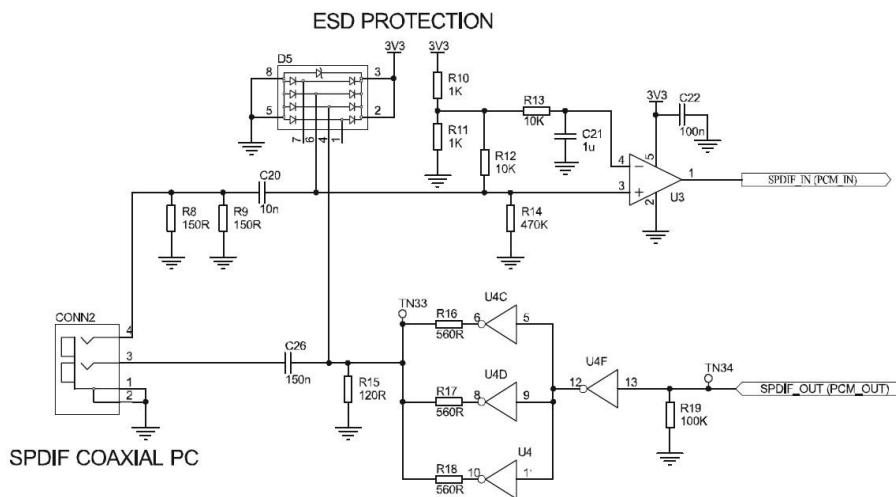 ESD PROTECTION
D5
8
3
5
2
7
6
4
1
3V3
3V3
R10
1K
R11
1K
R13
10K
C21
1u
R12
10K
3V3
C22
100n
4
5
3
1
2
U3
SPDIF_IN (PCM_IN)
C20
10n
R8
150R
R9
150R
R14
470K
CONN2
4
3
1
2
SPDIF COAXIAL PC
C26
150n
R15
120R
TN33
R16
560R
U4C
6
5
R17
560R
U4D
8
9
R18
560R
U4
10
1'
U4F
12
13
TN34
R19
100K
SPDIF_OUT (PCM_OUT)